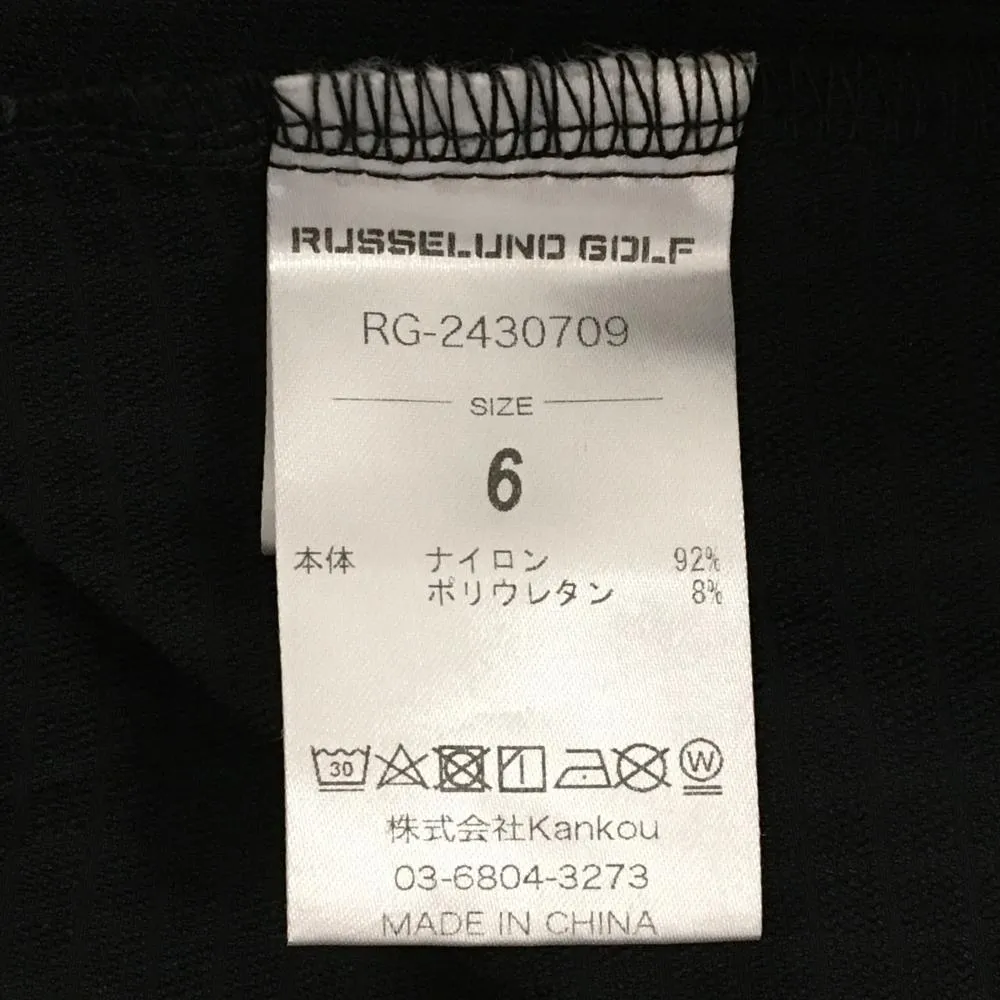 RUSSELUNO GOLF
RG-2430709
SIZE
6
本体 ナイロン 92%
ポリウレタン 8%
30 W
株式会社Kankou
03-6804-3273
MADE IN CHINA